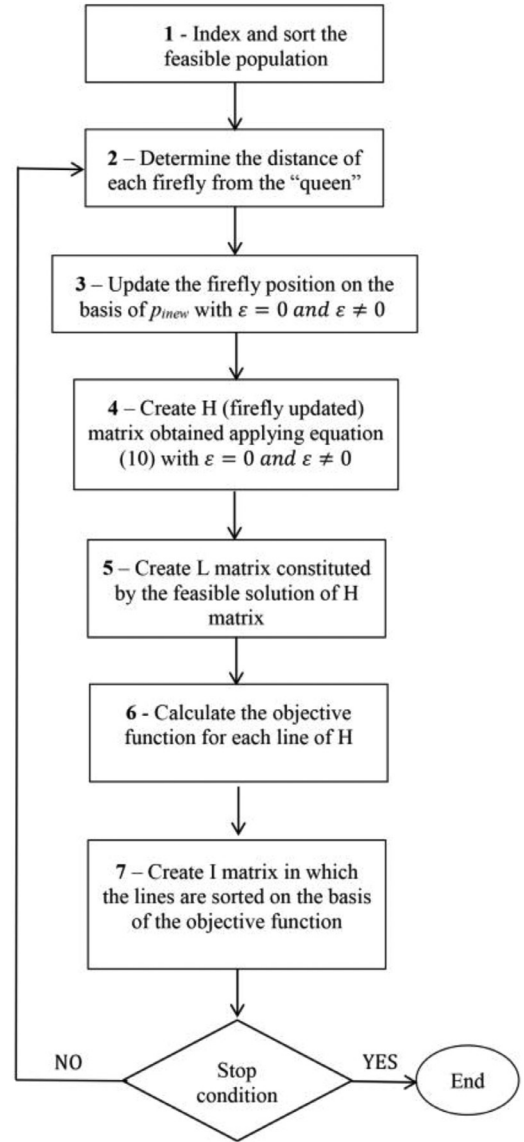 1 - Index and sort the
feasible population
2 – Determine the distance of
each firefly from the “queen”
3 – Update the firefly position on the
basis of pinew with ε = 0 and ε ≠ 0
4 – Create H (firefly updated)
matrix obtained applying equation
(10) with ε = 0 and ε ≠ 0
5 – Create L matrix constituted
by the feasible solution of H
matrix
6 - Calculate the objective
function for each line of H
7 – Create I matrix in which
the lines are sorted on the basis
of the objective function
NO
Stop
condition
YES
End